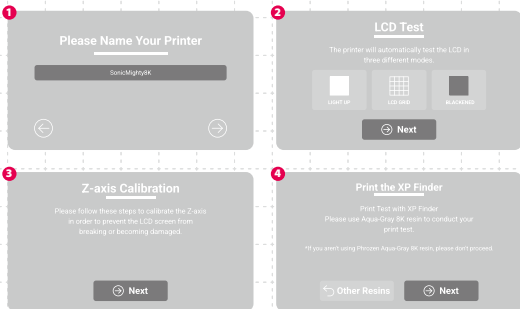 1
Please Name Your Printer
SonicMighty8K
2
LCD Test
The printer will automatically test the LCD in
three different modes.
LIGHT UP
LCD GRID
BLACKENED
Next
3
Z-axis Calibration
Please follow these steps to calibrate the Z-axis
in order to prevent the LCD screen from
breaking or becoming damaged.
Next
4
Print the XP Finder
Print Test with XP Finder
Please use Aqua-Gray 8K resin to conduct your
print test.
*If you aren't using Phrozen Aqua-Gray 8K resin, please don't proceed.
Other Resins
Next